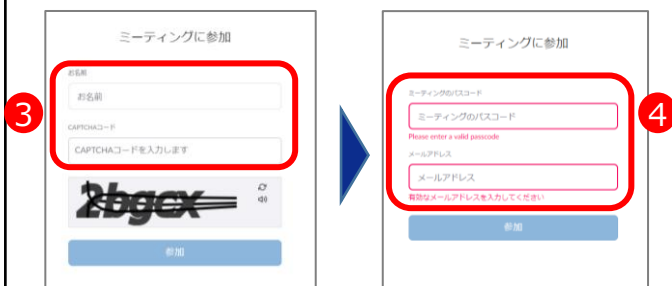 ミーティングに参加
お名前
お名前
CAPTCHAコード
CAPTCHAコードを入力します
2bgcx
参加
3
ミーティングに参加
ミーティングのパスコード
ミーティングのパスコード
Please enter a valid passcode
メールアドレス
メールアドレス
有効なメールアドレスを入力してください
参加
4